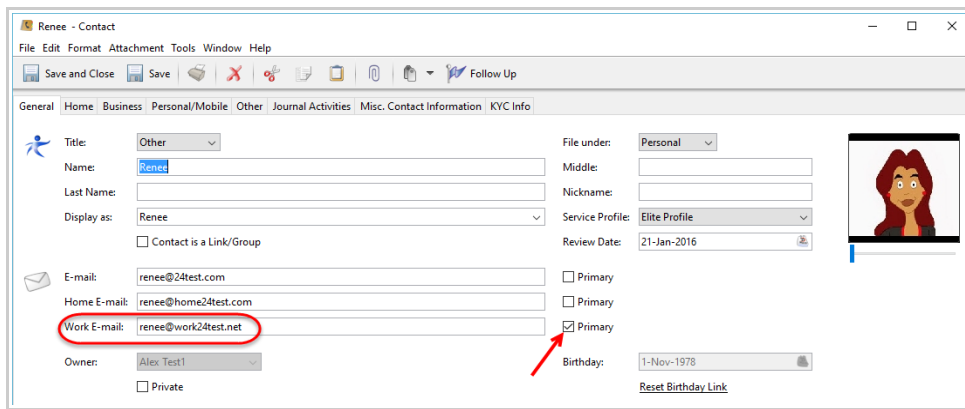 Renee - Contact
File Edit Format Attachment Tools Window Help
Save and Close Save Follow Up
General Home Business Personal/Mobile Other Journal Activities Misc. Contact Information KYC Info
Title: Other File under: Personal
Name: Renee Middle:
Last Name: Nickname:
Display as: Renee Service Profile: Elite Profile
Contact is a Link/Group Review Date: 21-Jan-2016
E-mail: renee@24test.com Primary
Home E-mail: renee@home24test.com Primary
Work E-mail: renee@work24test.net Primary
Owner: Alex Test1 Birthday: 1-Nov-1978
Private Reset Birthday Link